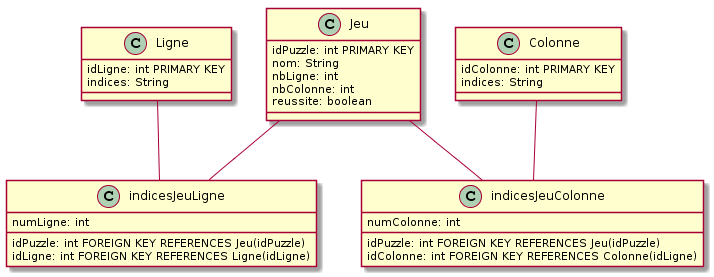 C Ligne
idLigne: int PRIMARY KEY
indices: String
C Jeu
idPuzzle: int PRIMARY KEY
nom: String
nbLigne: int
nbColonne: int
reussite: boolean
C Colonne
idColonne: int PRIMARY KEY
indices: String
C indicesJeuLigne
numLigne: int
idPuzzle: int FOREIGN KEY REFERENCES Jeu(idPuzzle)
idLigne: int FOREIGN KEY REFERENCES Ligne(idLigne)
C indicesJeuColonne
numColonne: int
idPuzzle: int FOREIGN KEY REFERENCES Jeu(idPuzzle)
idColonne: int FOREIGN KEY REFERENCES Colonne(idLigne)